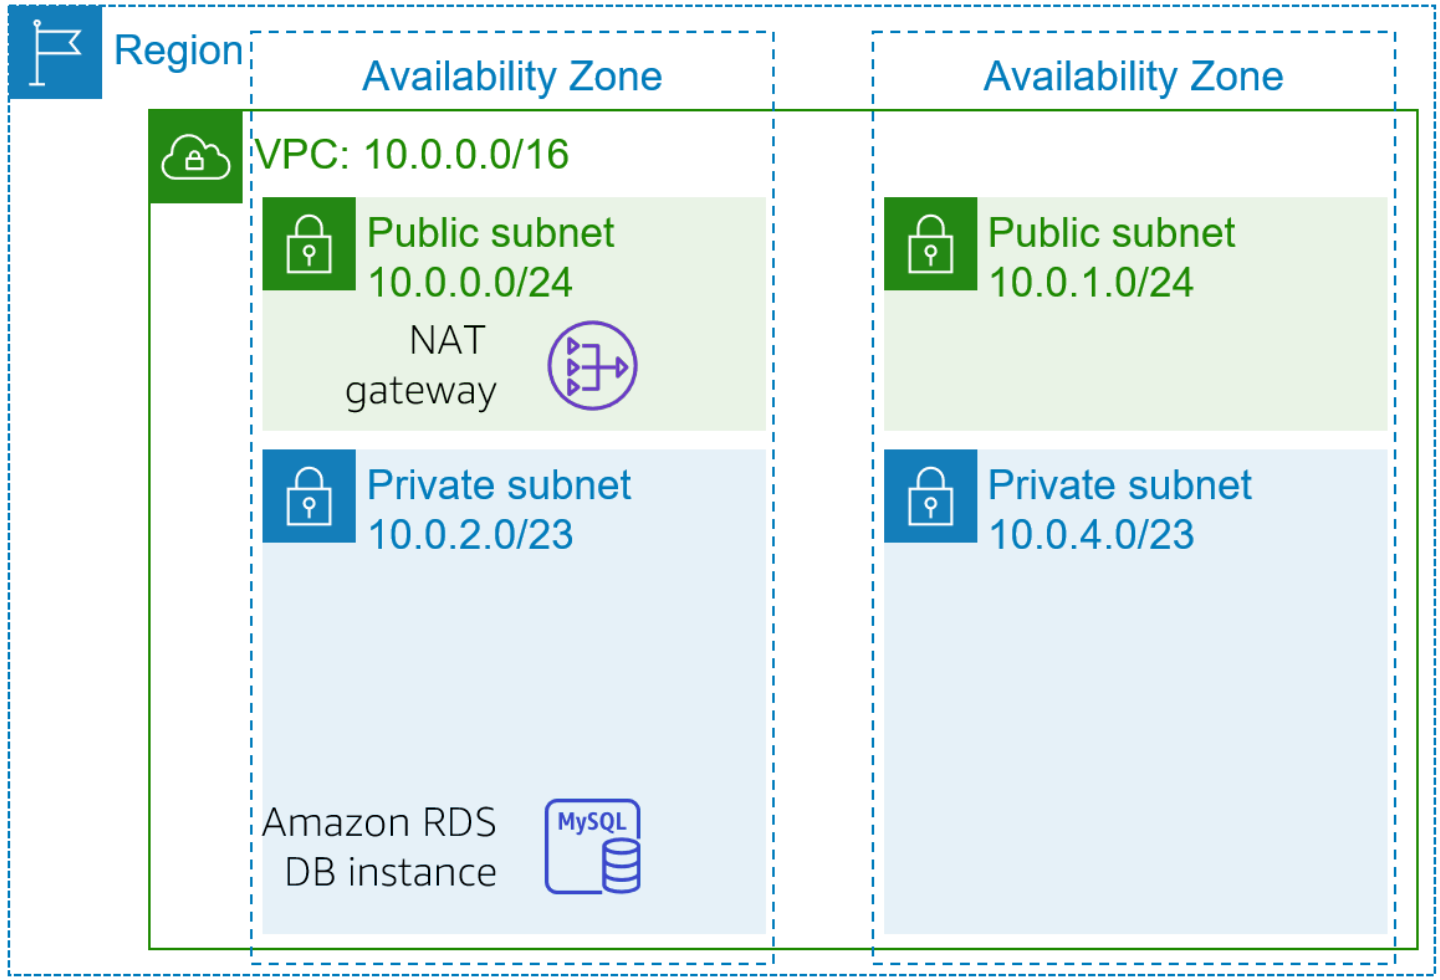 Region
Availability Zone
Availability Zone
VPC: 10.0.0.0/16
Public subnet
10.0.0.0/24
NAT
gateway
Public subnet
10.0.1.0/24
Private subnet
10.0.2.0/23
Amazon RDS
DB instance
MySQL
Private subnet
10.0.4.0/23